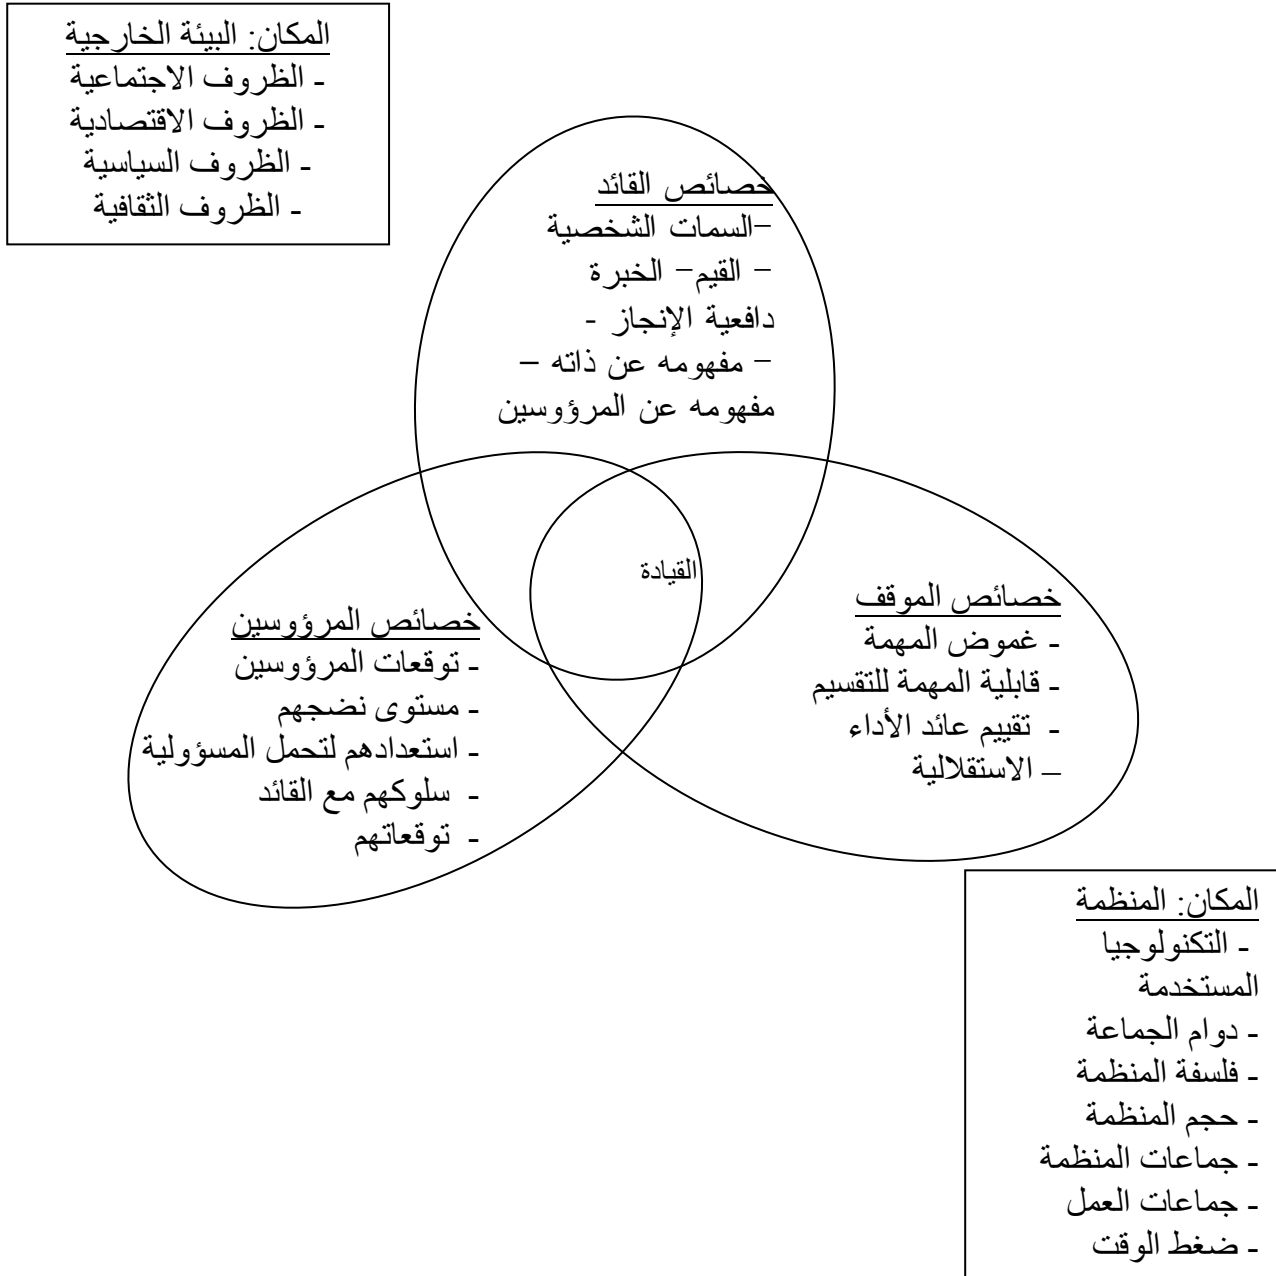 المكان: البيئة الخارجية
- الظروف الاجتماعية
- الظروف الاقتصادية
- الظروف السياسية
- الظروف الثقافية
خصائص القائد
–السمات الشخصية
– القيم– الخبرة
دافعية الإنجاز -
– مفهومه عن ذاته –
مفهومه عن المرؤوسين
القيادة
خصائص الموقف
- غموض المهمة
- قابلية المهمة للتقسيم
- تقييم عائد الأداء
– الاستقلالية
خصائص المرؤوسين
- توقعات المرؤوسين
- مستوى نضجهم
- استعدادهم لتحمل المسؤولية
- سلوكهم مع القائد
- توقعاتهم
المكان: المنظمة
- التكنولوجيا
المستخدمة
- دوام الجماعة
- فلسفة المنظمة
- حجم المنظمة
- جماعات المنظمة
- جماعات العمل
- ضغط الوقت